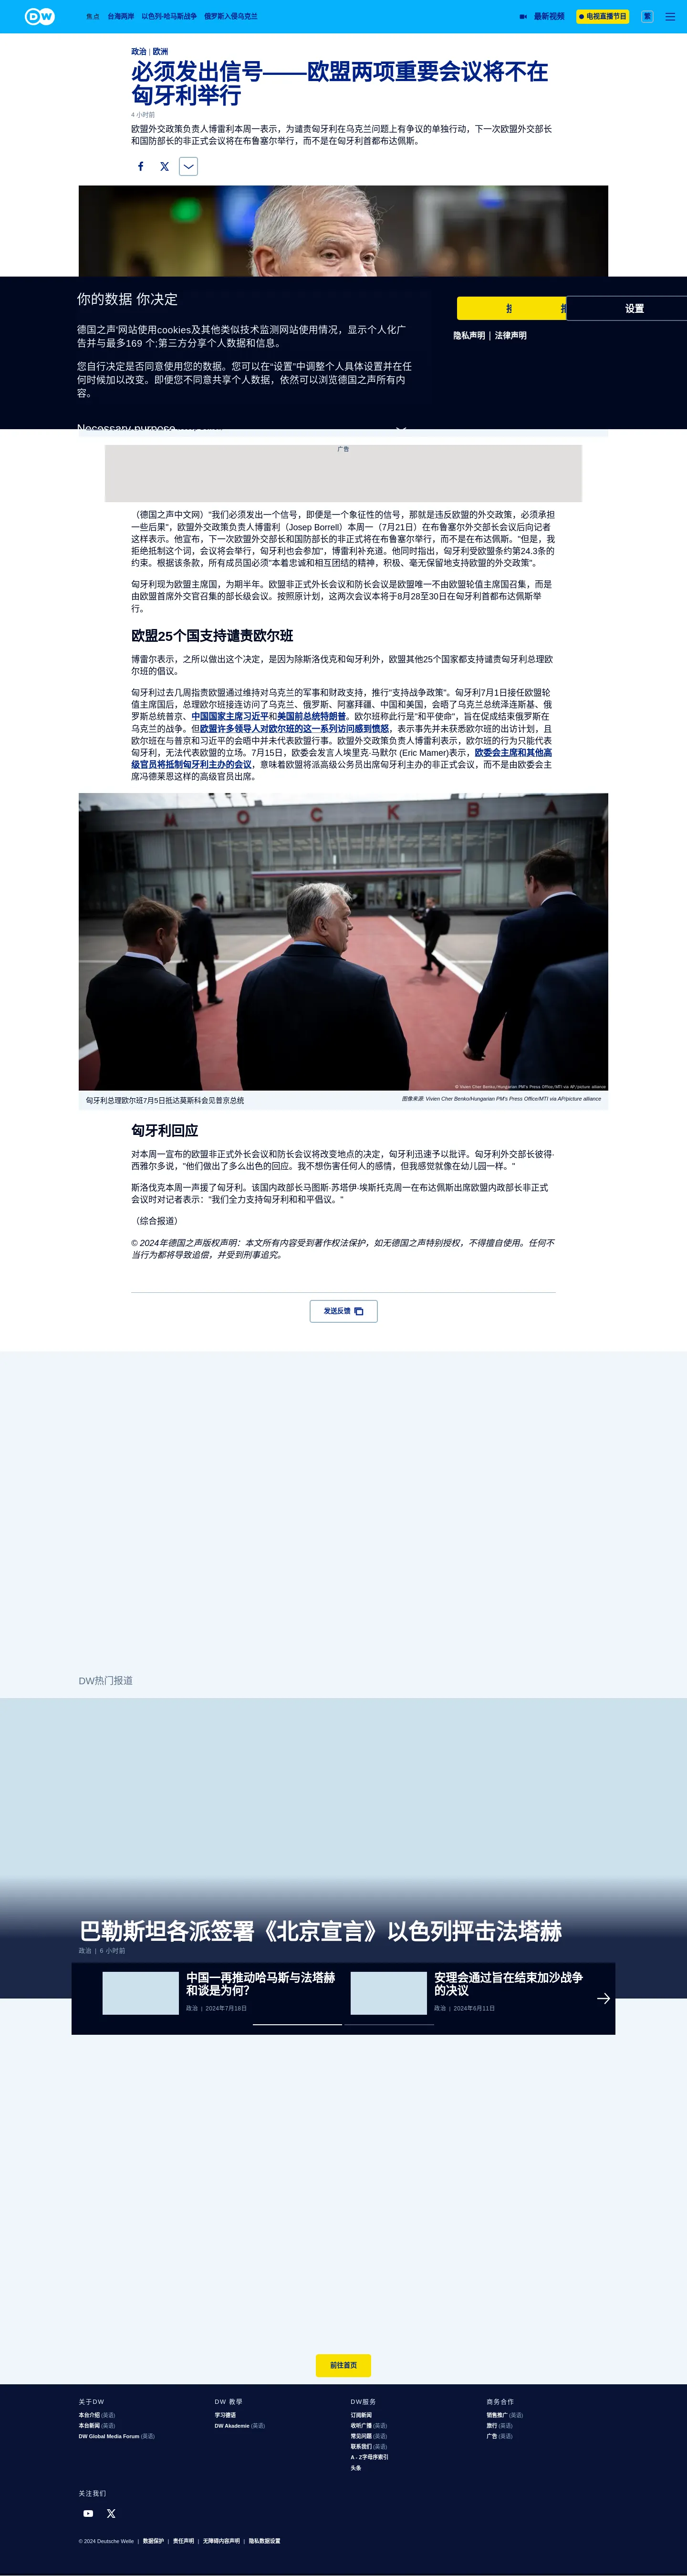 DW
焦点 台海两岸 以色列-哈马斯战争 俄罗斯入侵乌克兰 最新视频 电视直播节目 繁
政治 | 欧洲
必须发出信号——欧盟两项重要会议将不在
匈牙利举行
4 小时前
欧盟外交政策负责人博雷利本周一表示，为谴责匈牙利在乌克兰问题上有争议的单独行动，下一次欧盟外交部长
和国防部长的非正式会议将在布鲁塞尔举行，而不是在匈牙利首都布达佩斯。
你的数据 你决定
德国之声'网站使用cookies及其他类似技术监测网站使用情况，显示个人化广
告并与最多169 个;第三方分享个人数据和信息。
您自行决定是否同意使用您的数据。您可以在“设置”中调整个人具体设置并在任
何时候加以改变。即便您不同意共享个人数据，依然可以浏览德国之声所有内
容。
Necessary purpose
设置
隐私声明 | 法律声明
广告
（德国之声中文网）"我们必须发出一个信号，即便是一个象征性的信号，那就是违反欧盟的外交政策，必须承担
一些后果"，欧盟外交政策负责人博雷利（Josep Borrell）本周一（7月21日）在布鲁塞尔外交部长会议后向记者
这样表示。他宣布，下一次欧盟外交部长和国防部长的非正式将在布鲁塞尔举行，而不是在布达佩斯。"但是，我
拒绝抵制这个词，会议将会举行，匈牙利也会参加"，博雷利补充道。他同时指出，匈牙利受欧盟条约第24.3条的
约束。根据该条款，所有成员国必须"本着忠诚和相互团结的精神，积极、毫无保留地支持欧盟的外交政策"。
匈牙利现为欧盟主席国，为期半年。欧盟非正式外长会议和防长会议是欧盟唯一不由欧盟轮值主席国召集，而是
由欧盟首席外交官召集的部长级会议。按照原计划，这两次会议本将于8月28至30日在匈牙利首都布达佩斯举
行。
欧盟25个国支持谴责欧尔班
博雷尔表示，之所以做出这个决定，是因为除斯洛伐克和匈牙利外，欧盟其他25个国家都支持谴责匈牙利总理欧
尔班的倡议。
匈牙利过去几周指责欧盟通过维持对乌克兰的军事和财政支持，推行"支持战争政策"。匈牙利7月1日接任欧盟轮
值主席国后，总理欧尔班接连访问了乌克兰、俄罗斯、阿塞拜疆、中国和美国，会晤了乌克兰总统泽连斯基、俄
罗斯总统普京、中国国家主席习近平和美国前总统特朗普。欧尔班称此行是"和平使命"，旨在促成结束俄罗斯在
乌克兰的战争。但欧盟许多领导人对欧尔班的这一系列访问感到愤怒，表示事先并未获悉欧尔班的出访计划，且
欧尔班在与普京和习近平的会晤中并未代表欧盟行事。欧盟外交政策负责人博雷利表示，欧尔班的行为只能代表
匈牙利，无法代表欧盟的立场。7月15日，欧委会发言人埃里克·马默尔 (Eric Mamer)表示，欧委会主席和其他高
级官员将抵制匈牙利主办的会议，意味着欧盟将派高级公务员出席匈牙利主办的非正式会议，而不是由欧委会主
席冯德莱恩这样的高级官员出席。
МОСКВА
© Vivien Cher Benko/Hungarian PM's Press Office/MTI via AP/picture alliance
匈牙利总理欧尔班7月5日抵达莫斯科会见普京总统
图像来源: Vivien Cher Benko/Hungarian PM's Press Office/MTI via AP/picture alliance
匈牙利回应
对本周一宣布的欧盟非正式外长会议和防长会议将改变地点的决定，匈牙利迅速予以批评。匈牙利外交部长彼得·
西雅尔多说，"他们做出了多么出色的回应。我不想伤害任何人的感情，但我感觉就像在幼儿园一样。"
斯洛伐克本周一声援了匈牙利。该国内政部长马图斯·苏塔伊·埃斯托克周一在布达佩斯出席欧盟内政部长非正式
会议时对记者表示："我们全力支持匈牙利和和平倡议。"
（综合报道）
© 2024年德国之声版权声明：本文所有内容受到著作权法保护，如无德国之声特别授权，不得擅自使用。任何不
当行为都将导致追偿，并受到刑事追究。
发送反馈
DW热门报道
巴勒斯坦各派签署《北京宣言》以色列抨击法塔赫
政治 | 6 小时前
中国一再推动哈马斯与法塔赫
和谈是为何？
政治 | 2024年7月18日
安理会通过旨在结束加沙战争
的决议
政治 | 2024年6月11日
前往首页
关于DW
本台介绍 (英语)
本台新闻 (英语)
DW Global Media Forum (英语)
DW 教学
学习德语
DW Akademie (英语)
DW服务
订阅新闻
收听广播 (英语)
常见问题 (英语)
联系我们 (英语)
A - Z字母序索引
头条
商务合作
销售推广 (英语)
旅行 (英语)
广告 (英语)
关注我们
© 2024 Deutsche Welle | 数据保护 | 责任声明 | 无障碍内容声明 | 隐私数据设置